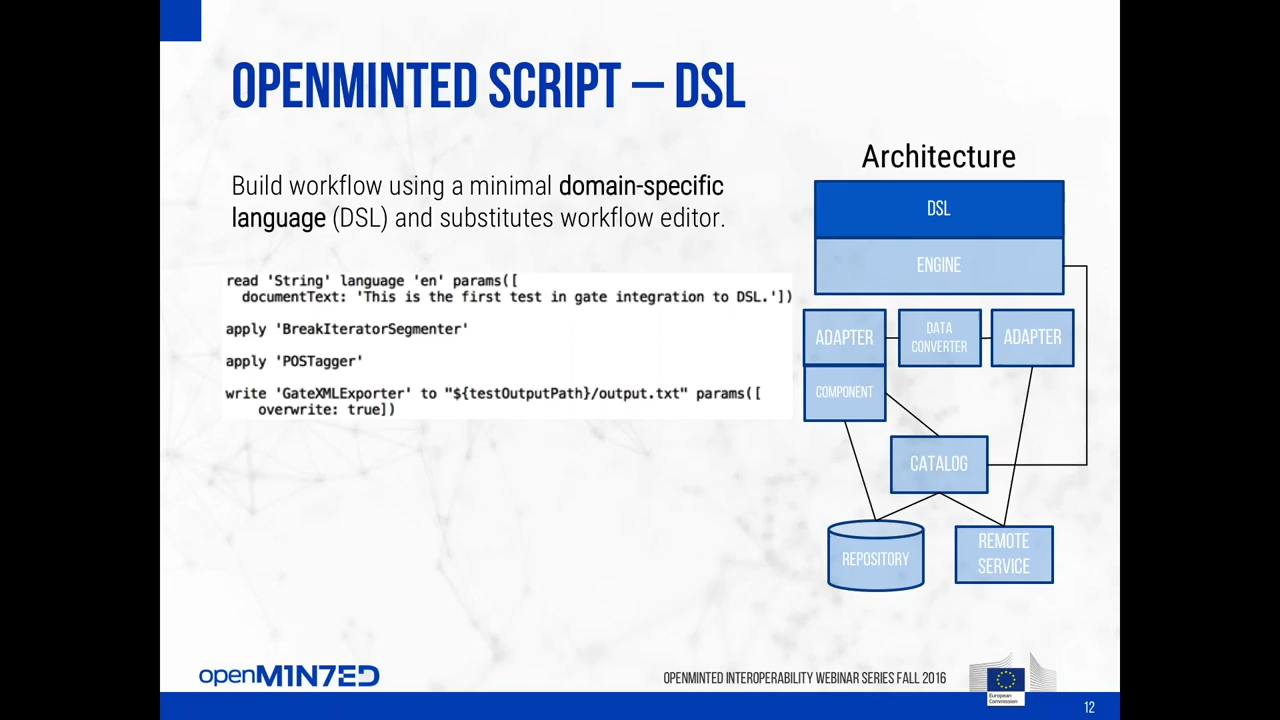 OPENMINTED SCRIPT – DSL
Build workflow using a minimal domain-specific
language (DSL) and substitutes workflow editor.
read 'String' language 'en' params([
  documentText: 'This is the first test in gate integration to DSL.'])
apply 'BreakIteratorSegmenter'
apply 'POSTagger'
write 'GateXMLExporter' to "${testOutputPath}/output.txt" params([
    overwrite: true])
Architecture
DSL
ENGINE
ADAPTER
DATA
CONVERTER
ADAPTER
COMPONENT
CATALOG
REPOSITORY
REMOTE
SERVICE
openM1N7ED
OPENMINTED INTEROPERABILITY WEBINAR SERIES FALL 2016
European
Commission
12